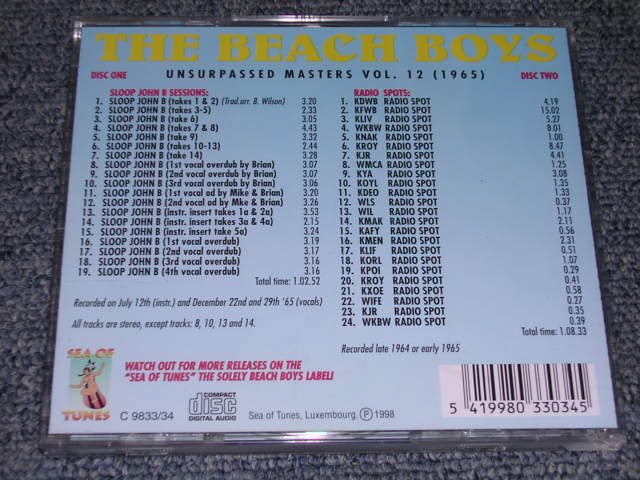 THE BEACH BOYS
DISC ONE
UNSURPASSED MASTERS VOL. 12 (1965)
DISC TWO
SLOOP JOHN B SESSIONS:
1. SLOOP JOHN B (takes 1 & 2) (Trad.arr. B. Wilson) 3.20
2. SLOOP JOHN B (takes 3-5) 2.33
3. SLOOP JOHN B (take 6) 3.05
4. SLOOP JOHN B (takes 7 & 8) 4.43
5. SLOOP JOHN B (take 9) 3.32
6. SLOOP JOHN B (takes 10-13) 2.44
7. SLOOP JOHN B (take 14) 3.28
8. SLOOP JOHN B (1st vocal overdub by Brian) 3.07
9. SLOOP JOHN B (2nd vocal overdub by Brian) 3.07
10. SLOOP JOHN B (3rd vocal overdub by Brian) 3.06
11. SLOOP JOHN B (1st vocal od by Mike & Brian) 3.20
12. SLOOP JOHN B (2nd vocal od by Mke & Brian) 3.26
13. SLOOP JOHN B (instr. insert takes 1a & 2a) 3.53
14. SLOOP JOHN B (instr. insert takes 3a & 4a) 2.15
15. SLOOP JOHN B (instr. insert take 5a) 3.24
16. SLOOP JOHN B (1st vocal overdub) 3.19
17. SLOOP JOHN B (2nd vocal overdub) 3.17
18. SLOOP JOHN B (3rd vocal overdub) 3.16
19. SLOOP JOHN B (4th vocal overdub) 3.16
Total time: 1.02.52
Recorded on July 12th (instr.) and December 22nd and 29th '65 (vocals)
All tracks are stereo, except tracks: 8, 10, 13 and 14.
RADIO SPOTS:
1. KDWB RADIO SPOT 4.19
2. KFWB RADIO SPOT 15.02
3. KLIV RADIO SPOT 5.27
4. WKBW RADIO SPOT 8.01
5. KNAK RADIO SPOT 1.00
6. KROY RADIO SPOT 8.47
7. KJR RADIO SPOT 4.41
8. WMCA RADIO SPOT 1.25
9. KYA RADIO SPOT 3.08
10. KOYL RADIO SPOT 1.35
11. KDEO RADIO SPOT 1.33
12. WLS RADIO SPOT 0.37
13. WIL RADIO SPOT 1.17
14. KMAK RADIO SPOT 2.11
15. KAFY RADIO SPOT 0.56
16. KMEN RADIO SPOT 2.31
17. KLIF RADIO SPOT 0.51
18. KORL RADIO SPOT 1.07
19. KPOI RADIO SPOT 0.29
20. KROY RADIO SPOT 0.41
21. KXOE RADIO SPOT 0.58
22. WIFE RADIO SPOT 0.27
23. KJR RADIO SPOT 0.35
24. WKBW RADIO SPOT 0.39
Total time: 1.08.33
Recorded late 1964 or early 1965
SEA OF
TUNES
WATCH OUT FOR MORE RELEASES ON THE
"SEA OF TUNES" THE SOLELY BEACH BOYS LABEL!
C 9833/34
COMPACT
disc
DIGITAL AUDIO
Sea of Tunes, Luxembourg. Ⓟ 1998
5 419980 330345